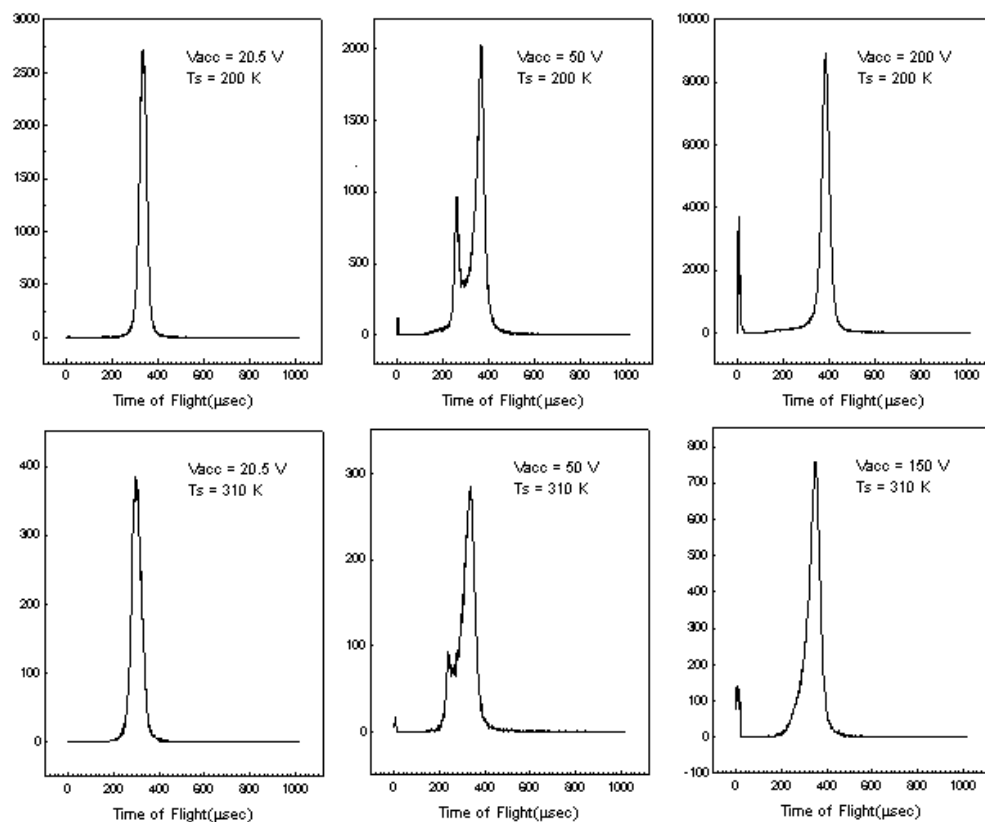 3000
2500
2000
1500
1000
500
0
Vacc = 20.5 V
Ts = 200 K
0 200 400 600 800 1000
Time of Flight(µsec)
2000
1500
1000
500
0
Vacc = 50 V
Ts = 200 K
0 200 400 600 800 1000
Time of Flight(µsec)
10000
8000
6000
4000
2000
0
Vacc = 200 V
Ts = 200 K
0 200 400 600 800 1000
Time of Flight(µsec)
400
300
200
100
0
Vacc = 20.5 V
Ts = 310 K
0 200 400 600 800 1000
Time of Flight(µsec)
300
200
100
0
Vacc = 50 V
Ts = 310 K
0 200 400 600 800 1000
Time of Flight(µsec)
800
700
600
500
400
300
200
100
0
-100
Vacc = 150 V
Ts = 310 K
0 200 400 600 800 1000
Time of Flight(µsec)